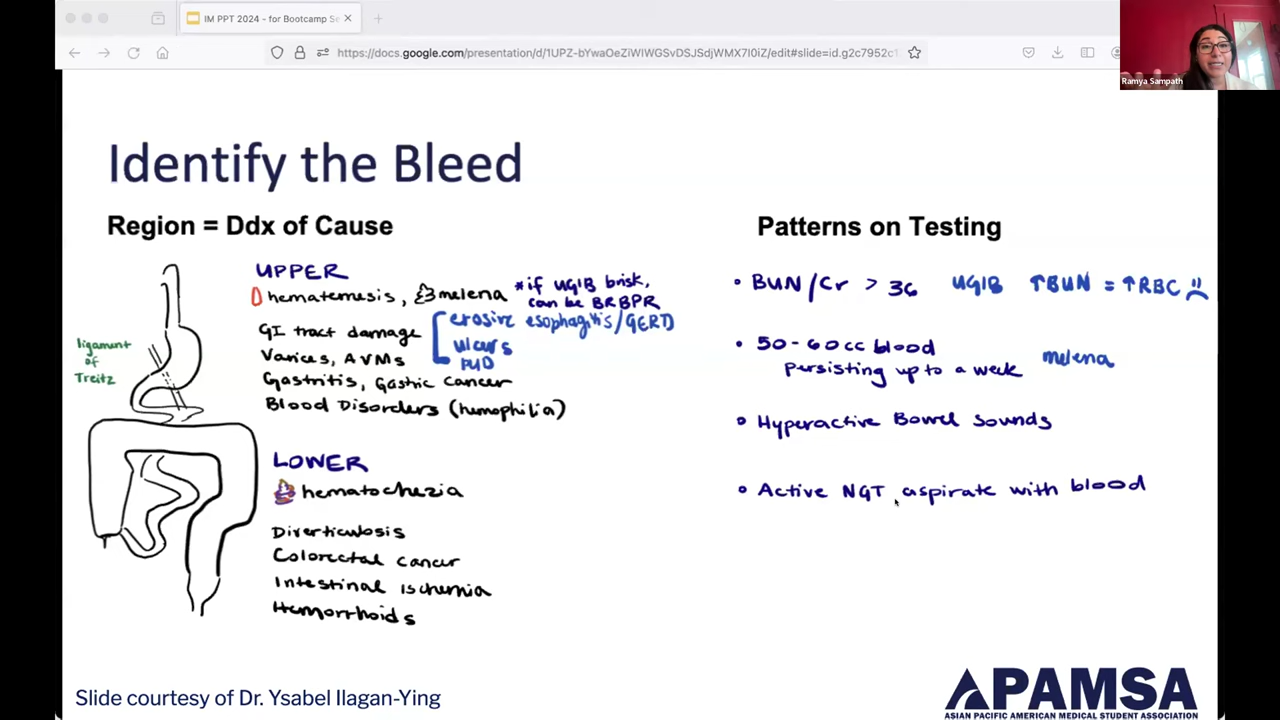 IM PPT 2024 - for Bootcamp Se
https://docs.google.com/presentation/d/1UPZ-bYwaOeZiWIWGSvDSJSdjWMX7I0iZ/edit#slide=id.g2c7952c1
Ramya Sampath
Identify the Bleed
Region = Ddx of Cause
UPPER
hematemesis, melena
*if UGIB brisk,
can be BRBPR
GI tract damage
erosive esophagitis/GERD
ulcers
PUD
Varices, AVMs
Gastritis, Gastric cancer
Blood Disorders (hemophilia)
ligament
of
Treitz
LOWER
hematochezia
Diverticulosis
Colorectal cancer
Intestinal ischemia
Hemorrhoids
Patterns on Testing
• BUN/Cr > 36 UGIB ↑BUN = ↑RBC
• 50-60cc blood
persisting up to a week melena
• Hyperactive Bowel Sounds
• Active NGT aspirate with blood
Slide courtesy of Dr. Ysabel Ilagan-Ying
APAMSA
ASIAN PACIFIC AMERICAN MEDICAL STUDENT ASSOCIATION